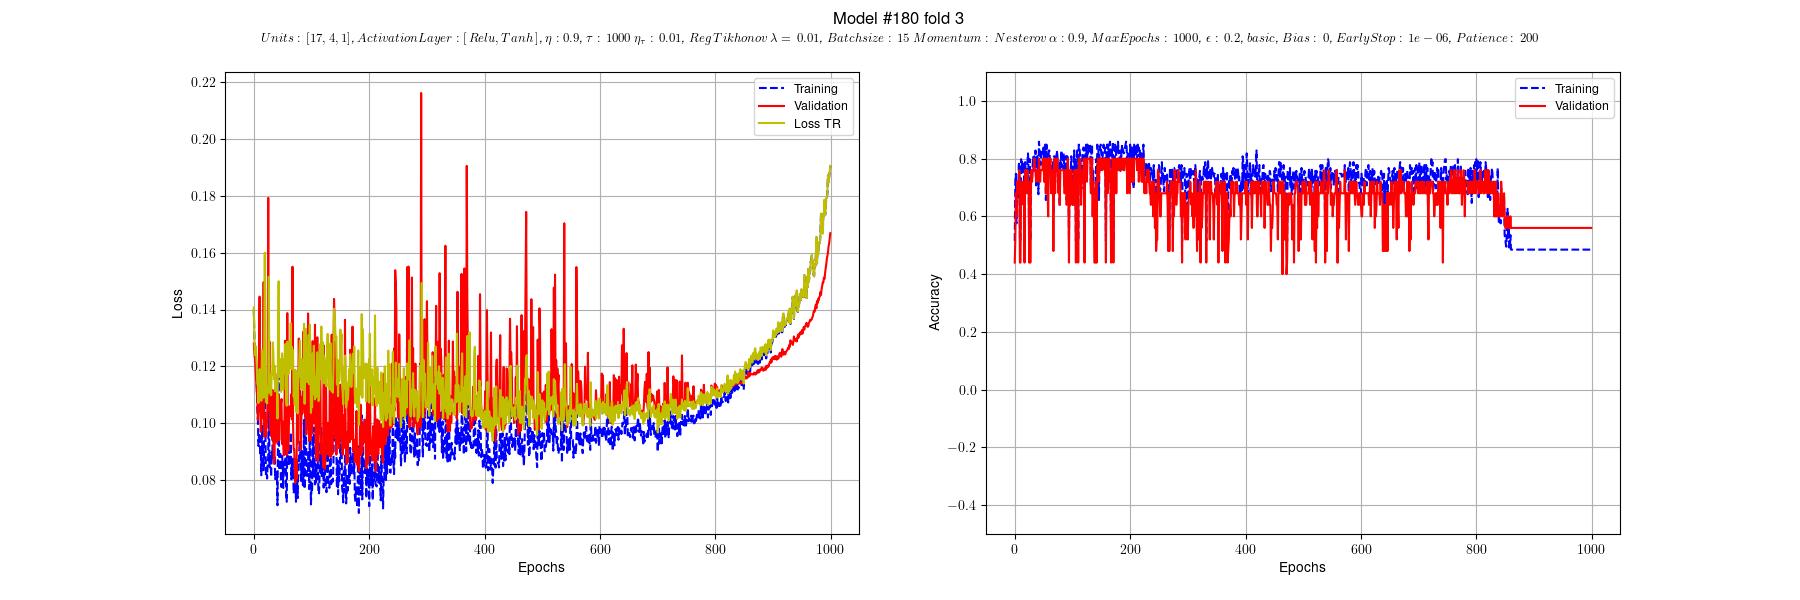 Model #180 fold 3
Units : [17, 4, 1], ActivationLayer : [ Relu, Tanh], η : 0.9, τ : 1000 ητ : 0.01, Reg Tikhonov λ = 0.01, Batchsize : 15 Momentum : Nesterov α : 0.9, MaxEpochs : 1000, ϵ : 0.2, basic, Bias : 0, EarlyStop : 1e − 06, Patience : 200
0.22
0.20
0.18
0.16
0.14
0.12
0.10
0.08
Loss
0 200 400 600 800 1000
Epochs
Training
Validation
Loss TR
1.0
0.8
0.6
0.4
0.2
0.0
−0.2
−0.4
Accuracy
0 200 400 600 800 1000
Epochs
Training
Validation